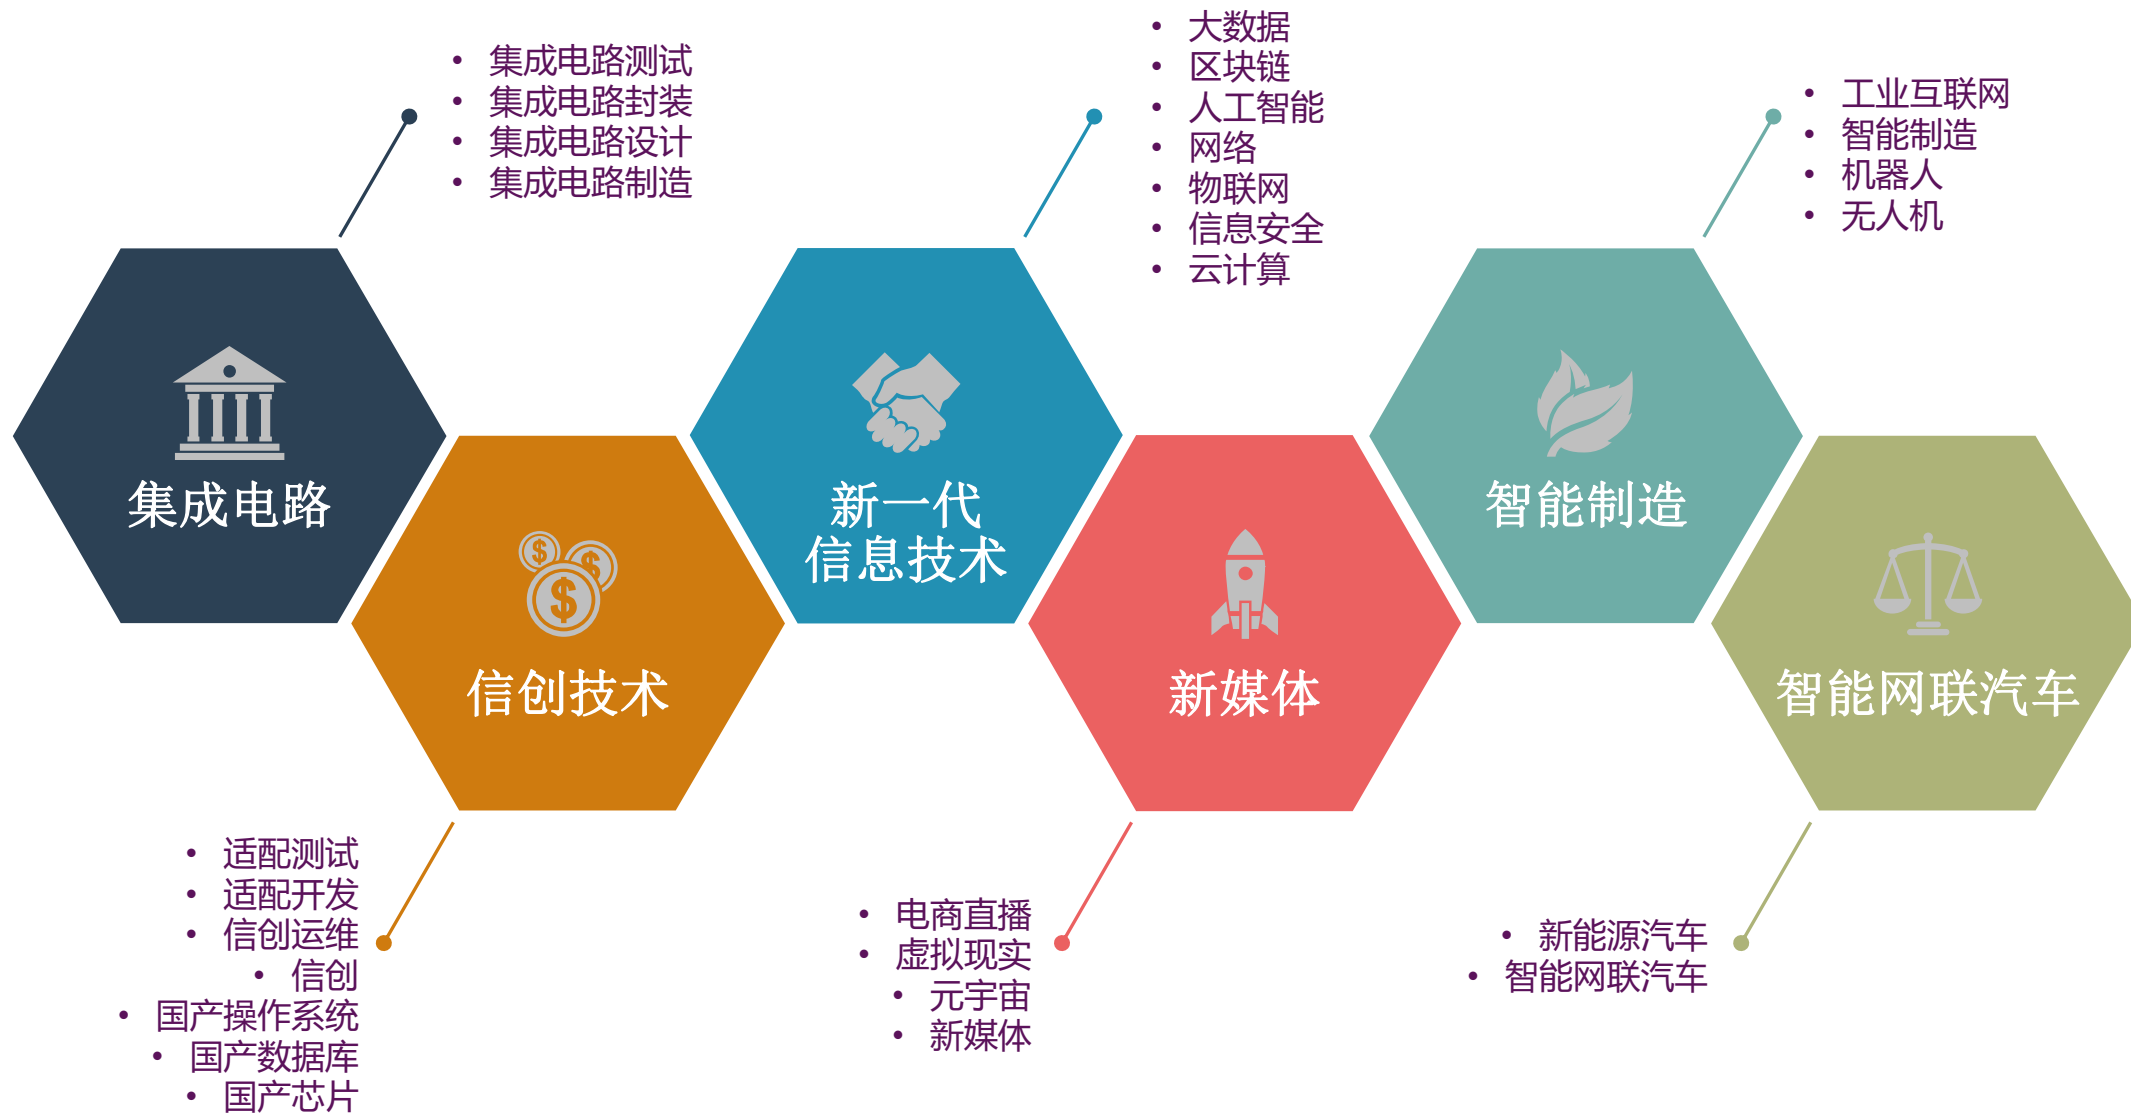 • 集成电路测试
• 集成电路封装
• 集成电路设计
• 集成电路制造
集成电路
• 适配测试
• 适配开发
• 信创运维
• 信创
• 国产操作系统
• 国产数据库
• 国产芯片
信创技术
• 大数据
• 区块链
• 人工智能
• 网络
• 物联网
• 信息安全
• 云计算
新一代
信息技术
• 电商直播
• 虚拟现实
• 元宇宙
• 新媒体
新媒体
• 工业互联网
• 智能制造
• 机器人
• 无人机
智能制造
• 新能源汽车
• 智能网联汽车
智能网联汽车